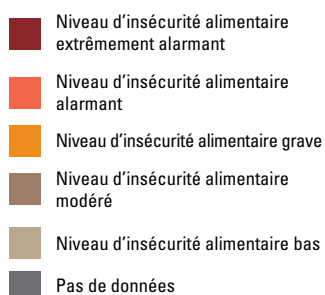 Niveau d'insécurité alimentaire
extrêmement alarmant
Niveau d'insécurité alimentaire
alarmant
Niveau d'insécurité alimentaire grave
Niveau d'insécurité alimentaire
modéré
Niveau d'insécurité alimentaire bas
Pas de données